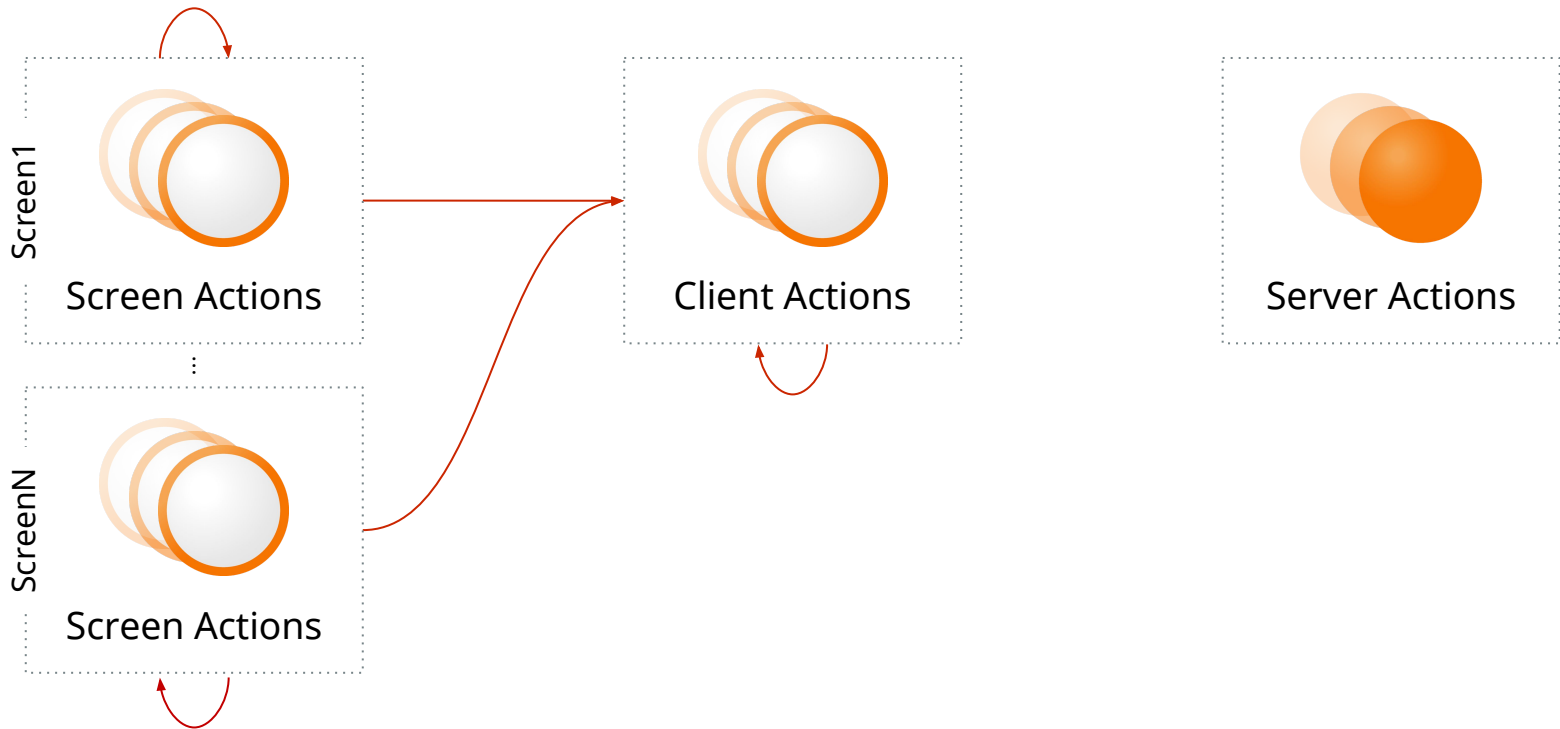 Screen1
Screen Actions
Client Actions
Server Actions
⋮
ScreenN
Screen Actions